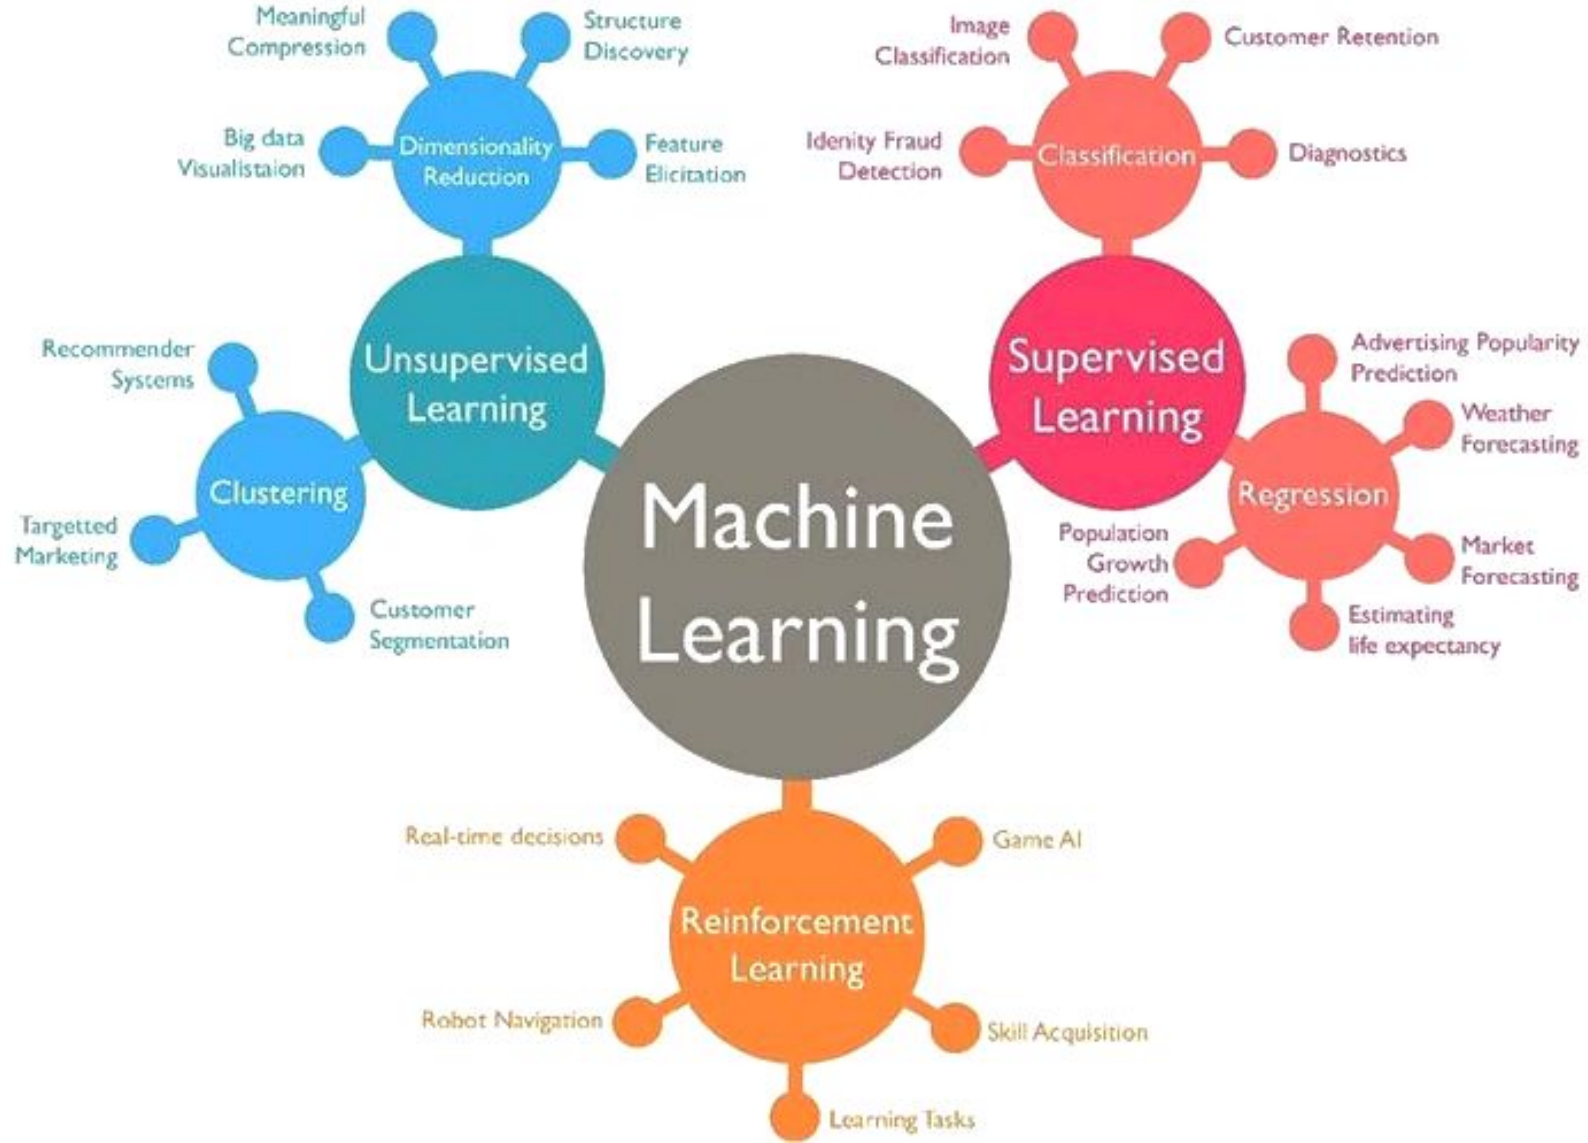 Meaningful
Compression
Structure
Discovery
Big data
Visualistaion
Dimensionality
Reduction
Feature
Elicitation
Image
Classification
Customer Retention
Idenity Fraud
Detection
Classification
Diagnostics
Unsupervised
Learning
Recommender
Systems
Clustering
Targetted
Marketing
Customer
Segmentation
Supervised
Learning
Advertising Popularity
Prediction
Weather
Forecasting
Regression
Population
Growth
Prediction
Market
Forecasting
Estimating
life expectancy
Machine
Learning
Real-time decisions
Game AI
Reinforcement
Learning
Robot Navigation
Skill Acquisition
Learning Tasks